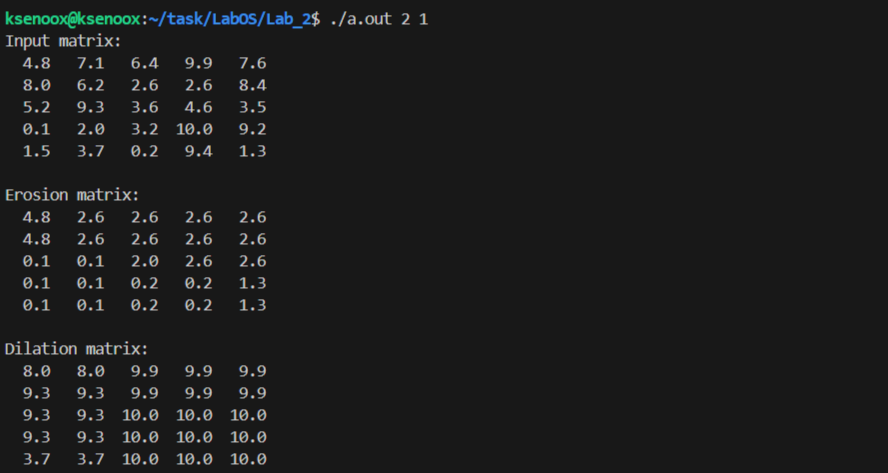 ksenoox@ksenoox:~/task/LabOS/Lab_2$ ./a.out 2 1
Input matrix:
4.8 7.1 6.4 9.9 7.6
8.0 6.2 2.6 2.6 8.4
5.2 9.3 3.6 4.6 3.5
0.1 2.0 3.2 10.0 9.2
1.5 3.7 0.2 9.4 1.3
Erosion matrix:
4.8 2.6 2.6 2.6 2.6
4.8 2.6 2.6 2.6 2.6
0.1 0.1 2.0 2.6 2.6
0.1 0.1 0.2 0.2 1.3
0.1 0.1 0.2 0.2 1.3
Dilation matrix:
8.0 8.0 9.9 9.9 9.9
9.3 9.3 9.9 9.9 9.9
9.3 9.3 10.0 10.0 10.0
9.3 9.3 10.0 10.0 10.0
3.7 3.7 10.0 10.0 10.0